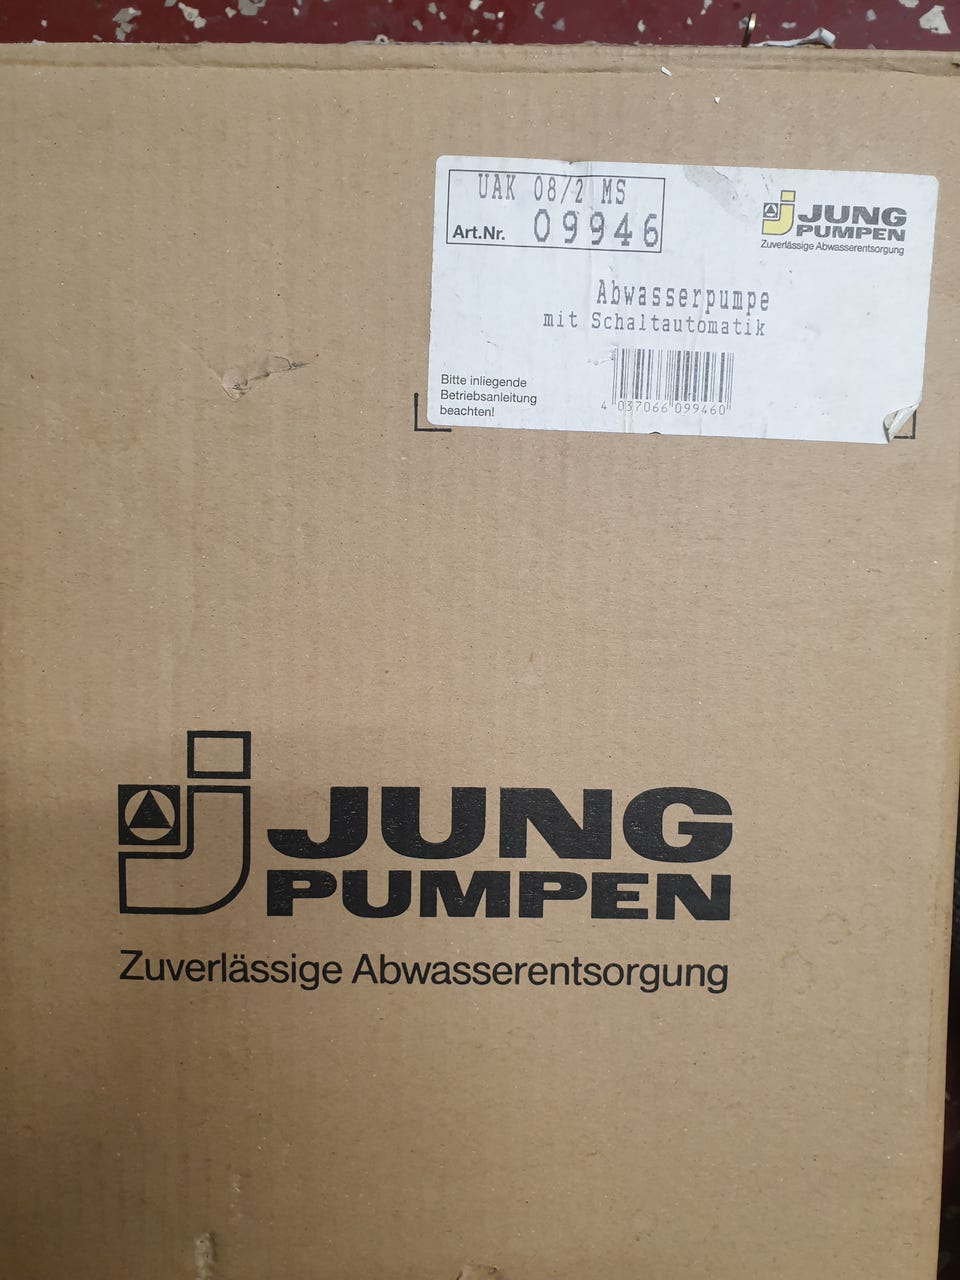 UAK 08/2 MS
Art.Nr. 09946
JUNG
PUMPEN
Zuverlässige Abwasserentsorgung
Abwasserpumpe
mit Schaltautomatik
Bitte inliegende
Betriebsanleitung
beachten!
4 037066 099460
JUNG
PUMPEN
Zuverlässige Abwasserentsorgung